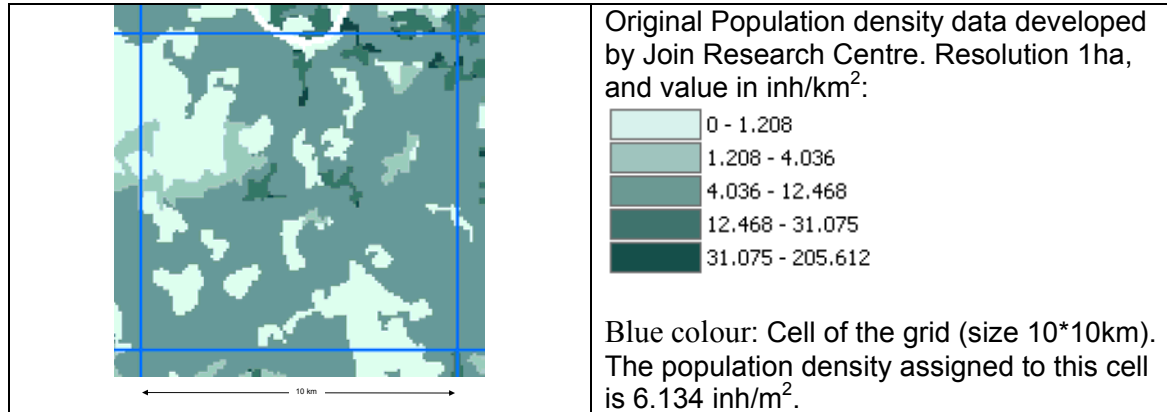 Original Population density data developed
by Join Research Centre. Resolution 1ha,
and value in inh/km²:
0 - 1.208
1.208 - 4.036
4.036 - 12.468
12.468 - 31.075
31.075 - 205.612
Blue colour: Cell of the grid (size 10*10km).
The population density assigned to this cell
is 6.134 inh/m².
10 km